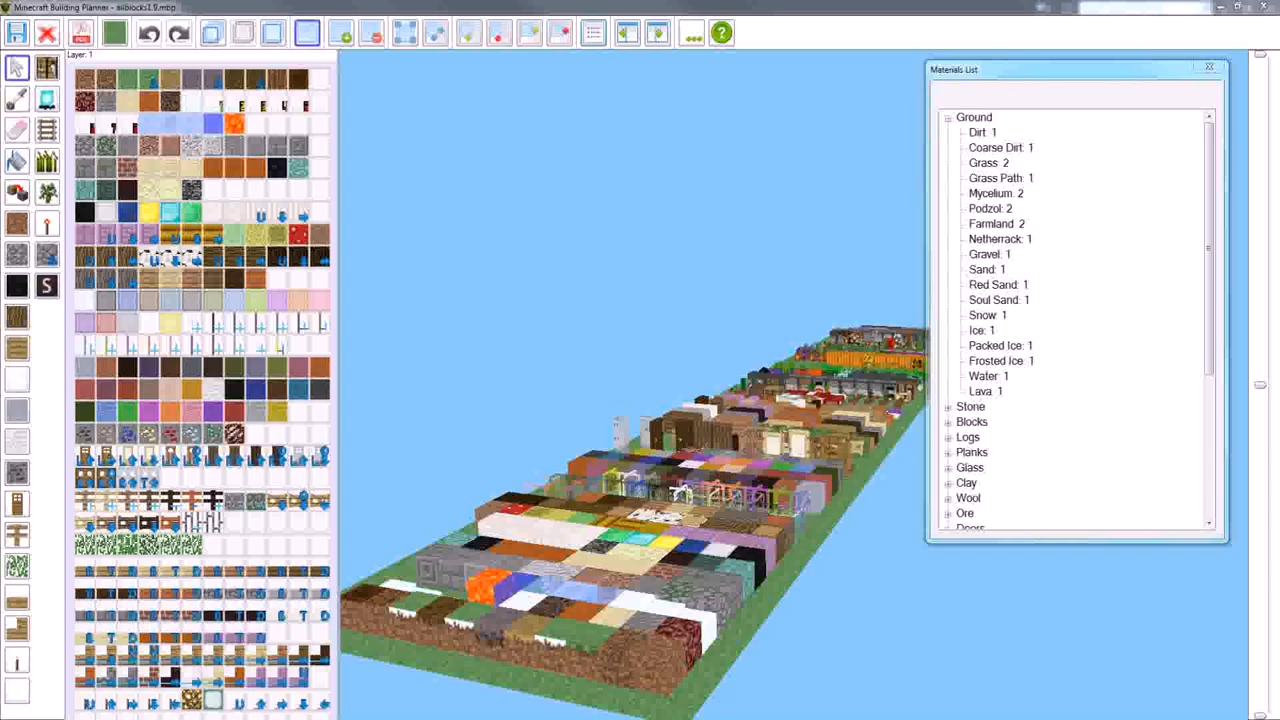 Minecraft Building Planner - allblocks1.9.mbp
Layer: 1
Materials List
Ground
Dirt 1
Coarse Dirt: 1
Grass 2
Grass Path: 1
Mycelium: 2
Podzol: 2
Farmland 2
Netherrack: 1
Gravel: 1
Sand: 1
Red Sand: 1
Soul Sand: 1
Snow 1
Ice: 1
Packed Ice: 1
Frosted Ice 1
Water 1
Lava 1
Stone
Blocks
Logs
Planks
Glass
Clay
Wool
Ore
Doors
S